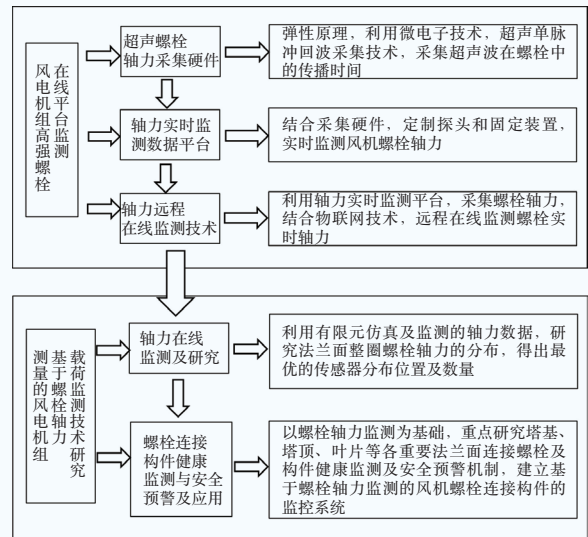 风电机组高强螺栓
在线平台监测
超声螺栓
轴力采集硬件
弹性原理，利用微电子技术，超声单脉
冲回波采集技术，采集超声波在螺栓中
的传播时间
轴力实时监
测数据平台
结合采集硬件，定制探头和固定装置，
实时监测风机螺栓轴力
轴力远程
在线监测技术
利用轴力实时监测平台，采集螺栓轴力，
结合物联网技术，远程在线监测螺栓实
时轴力
测量的风电机组
基于螺栓轴力
载荷监测技术研究
轴力在线
监测及研究
利用有限元仿真及监测的轴力数据，研
究法兰面整圈螺栓轴力的分布，得出最
优的传感器分布位置及数量
螺栓连接
构件健康
监测与安全
预警及应用
以螺栓轴力监测为基础，重点研究塔基、
塔顶、叶片等各重要法兰面连接螺栓及
构件健康监测及安全预警机制，建立基
于螺栓轴力监测的风机螺栓连接构件的
监控系统